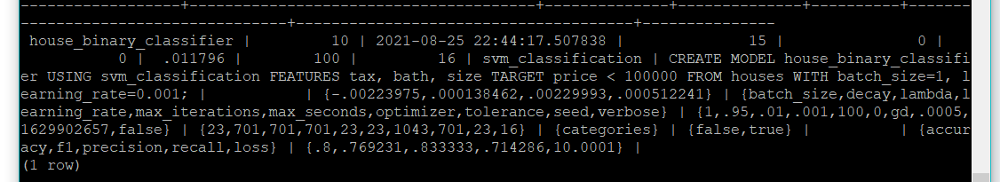 -------------------+---------------------------------------+--------------+--------------+----------+-------
------------------------------+--------------------------------------+---------------
 house_binary_classifier |         10 | 2021-08-25 22:44:17.507838 |              15 |               0 |
           0 |  .011796 |        100 |         16 | svm_classification | CREATE MODEL house_binary_classifi
er USING svm_classification FEATURES tax, bath, size TARGET price < 100000 FROM houses WITH batch_size=1, l
earning_rate=0.001; |           | {-.00223975,.000138462,.00229993,.000512241} | {batch_size,decay,lambda,l
earning_rate,max_iterations,max_seconds,optimizer,tolerance,seed,verbose} | {1,.95,.01,.001,100,0,gd,.0005,
1629902657,false} | {23,701,701,701,23,23,1043,701,23,16} | {categories} | {false,true} |         | {accur
acy,f1,precision,recall,loss} | {.8,.769231,.833333,.714286,10.0001} |
(1 row)